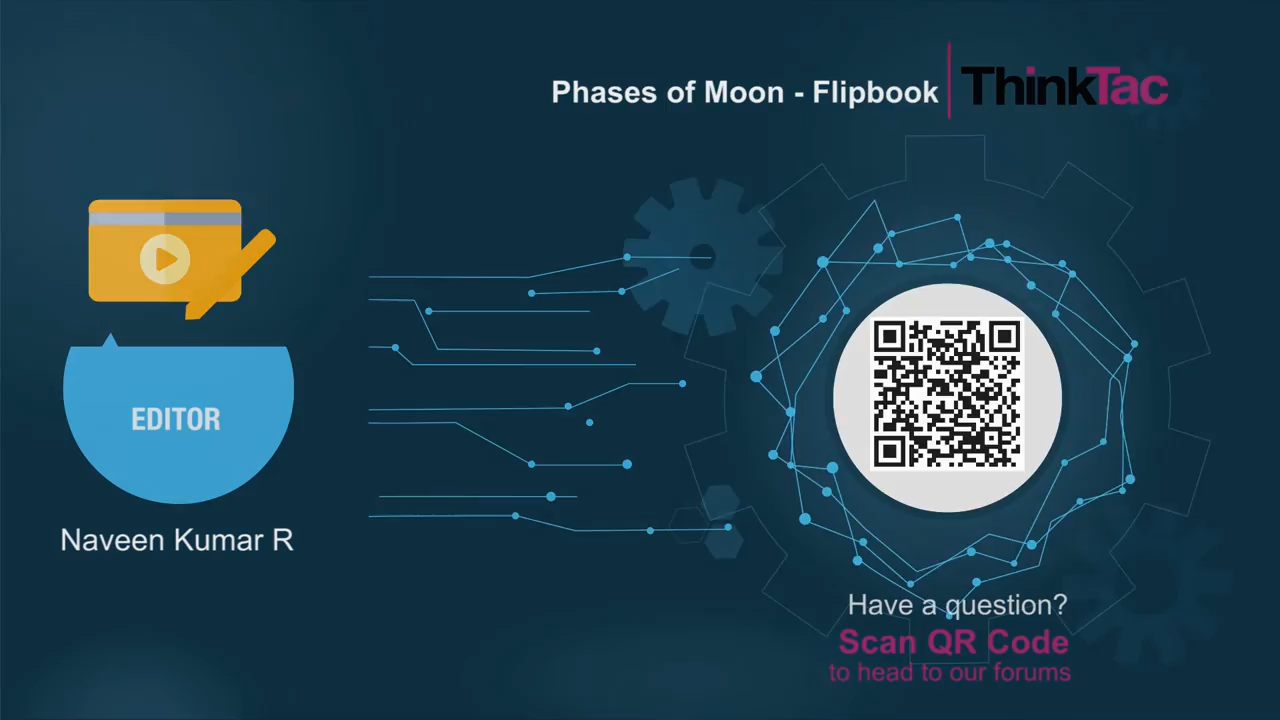 Phases of Moon - Flipbook
ThinkTac
EDITOR
Naveen Kumar R
Have a question?
Scan QR Code
to head to our forums